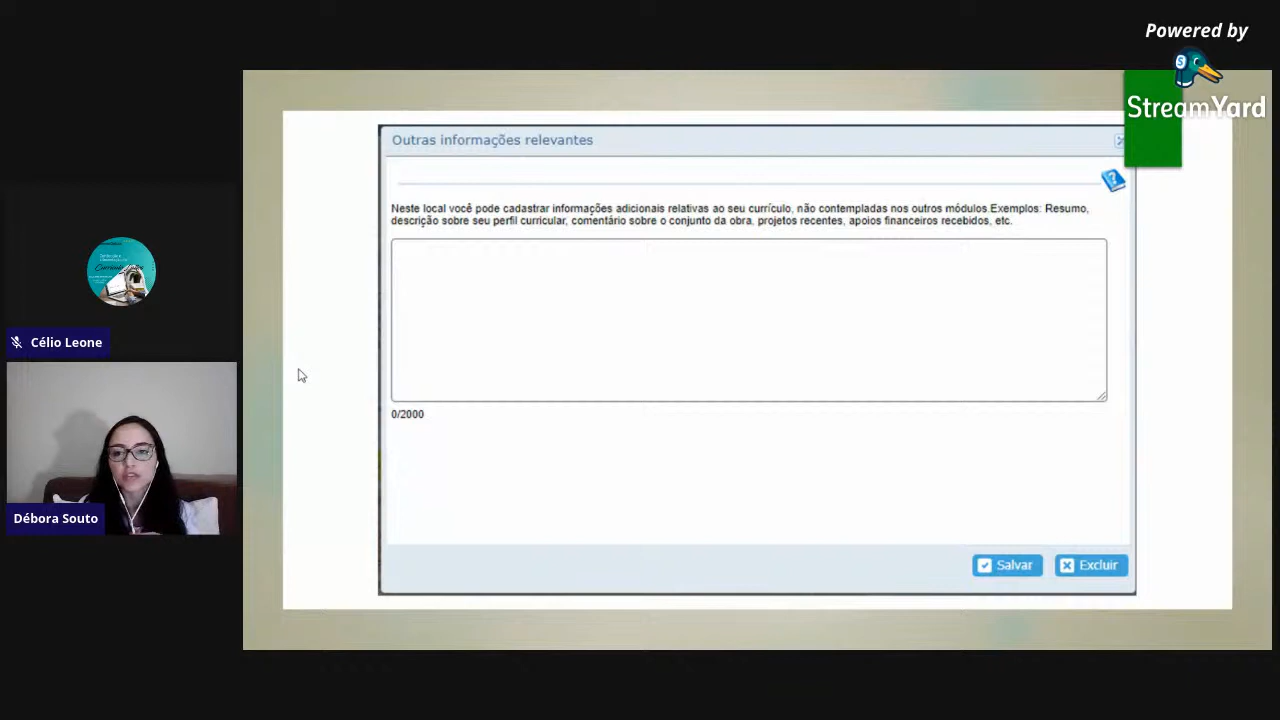 Powered by
StreamYard
Outras informações relevantes
Neste local você pode cadastrar informações adicionais relativas ao seu currículo, não contempladas nos outros módulos.Exemplos: Resumo,
descrição sobre seu perfil curricular, comentário sobre o conjunto da obra, projetos recentes, apoios financeiros recebidos, etc.
0/2000
Salvar
Excluir
Célio Leone
Débora Souto